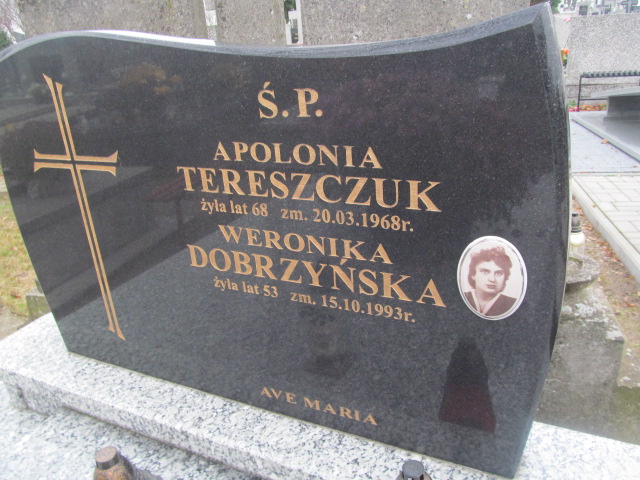 Ś.P.
APOLONIA
TERESZCZUK
żyła lat 68 zm. 20.03.1968r.
WERONIKA
DOBRZYŃSKA
żyła lat 53 zm. 15.10.1993r.
AVE MARIA